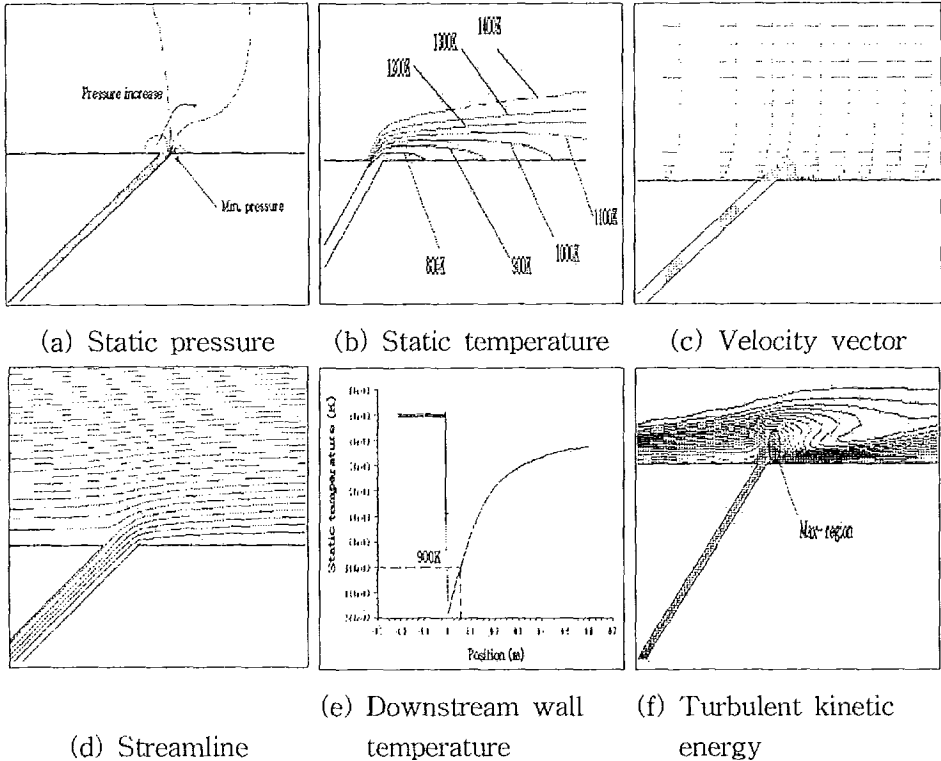 Pressure increase
Min. pressure
1200K
1300K
1400K
800K
900K
1000K
1100K
(a) Static pressure
(b) Static temperature
(c) Velocity vector
Static temperature (K)
900K
Position (m)
Max-region
(d) Streamline
(e) Downstream wall
temperature
(f) Turbulent kinetic
energy